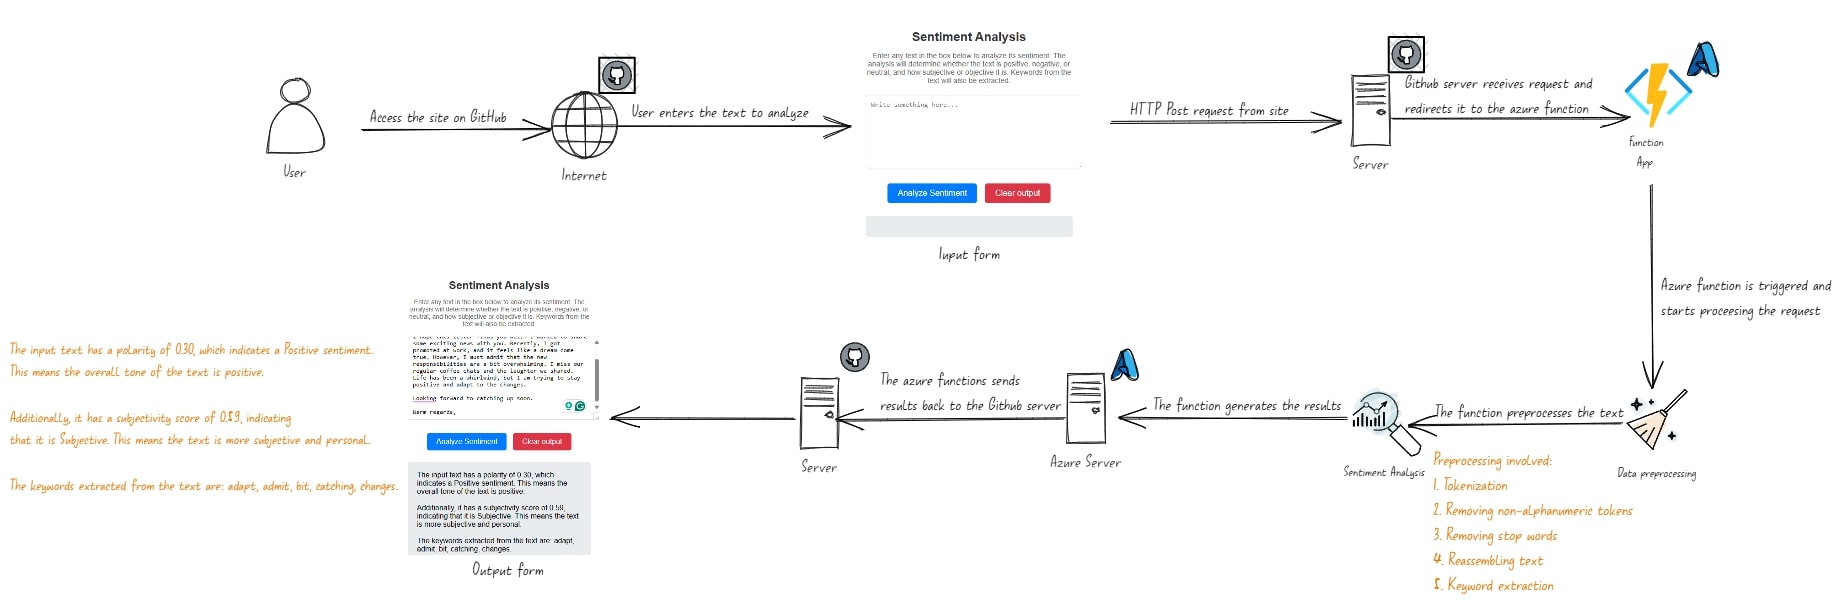 Sentiment Analysis
Enter any text in the box below to analyze its sentiment. The
analysis will determine whether the text is positive, negative, or
neutral, and how subjective or objective it is. Keywords from the
text will also be extracted.
Write something here...
Analyze Sentiment
Clear output
Input form
User
Access the site on GitHub
Internet
User enters the text to analyze
HTTP Post request from site
Server
Github server receives request and
redirects it to the azure function
Function
App
Azure function is triggered and
starts proceesing the request
Data preprocessing
The function preprocesses the text
Preprocessing involved:
1. Tokenization
2. Removing non-alphanumeric tokens
3. Removing stop words
4. Reassembling text
5. Keyword extraction
Sentiment Analysis
The function generates the results
Azure Server
The azure functions sends
results back to the Github server
Server
Sentiment Analysis
Enter any text in the box below to analyze its sentiment. The
analysis will determine whether the text is positive, negative, or
neutral, and how subjective or objective it is. Keywords from the
text will also be extracted.
some exciting news with you. Recently, I got
promoted at work, and it feels like a dream come
true. However, I must admit that the new
responsibilities are a bit overwhelming. I miss our
regular coffee chats and the laughter we shared.
Life has been a whirlwind, but I am trying to stay
positive and adapt to the changes.
Looking forward to catching up soon.
Warm regards,
Analyze Sentiment
Clear output
The input text has a polarity of 0.30, which
indicates a Positive sentiment. This means the
overall tone of the text is positive.
Additionally, it has a subjectivity score of 0.59,
indicating that it is Subjective. This means the text
is more subjective and personal.
The keywords extracted from the text are: adapt,
admit, bit, catching, changes.
Output form
The input text has a polarity of 0.30, which indicates a Positive sentiment.
This means the overall tone of the text is positive.
Additionally, it has a subjectivity score of 0.59, indicating
that it is Subjective. This means the text is more subjective and personal.
The keywords extracted from the text are: adapt, admit, bit, catching, changes.